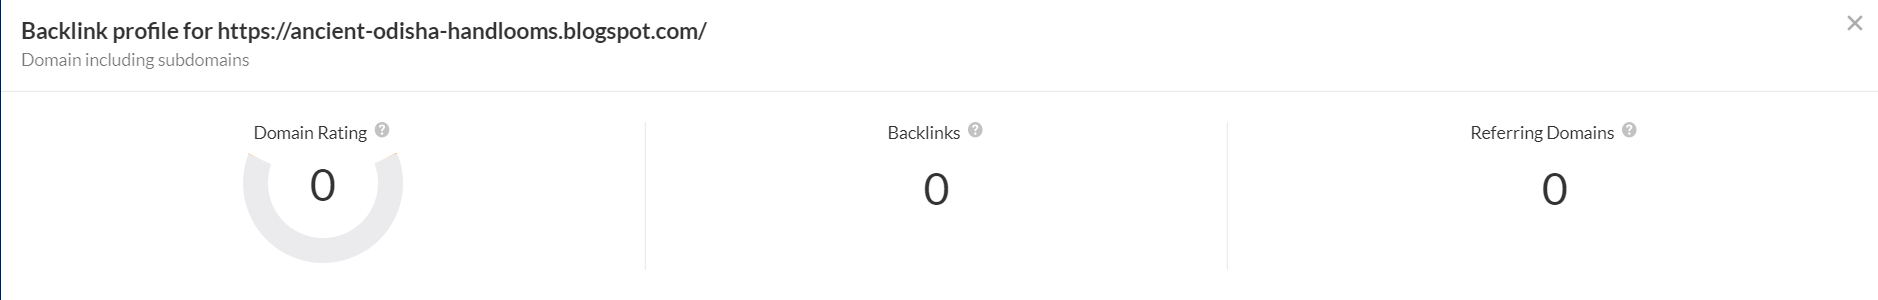 Backlink profile for https://ancient-odisha-handlooms.blogspot.com/
Domain including subdomains
Domain Rating ?
0
Backlinks ?
0
Referring Domains ?
0